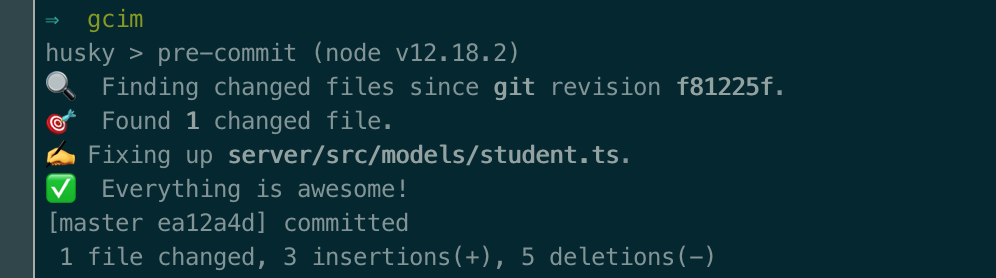 ⇒ gcim
husky > pre-commit (node v12.18.2)
🔍 Finding changed files since git revision f81225f.
🎯 Found 1 changed file.
✍️ Fixing up server/src/models/student.ts.
✅ Everything is awesome!
[master ea12a4d] committed
1 file changed, 3 insertions(+), 5 deletions(-)